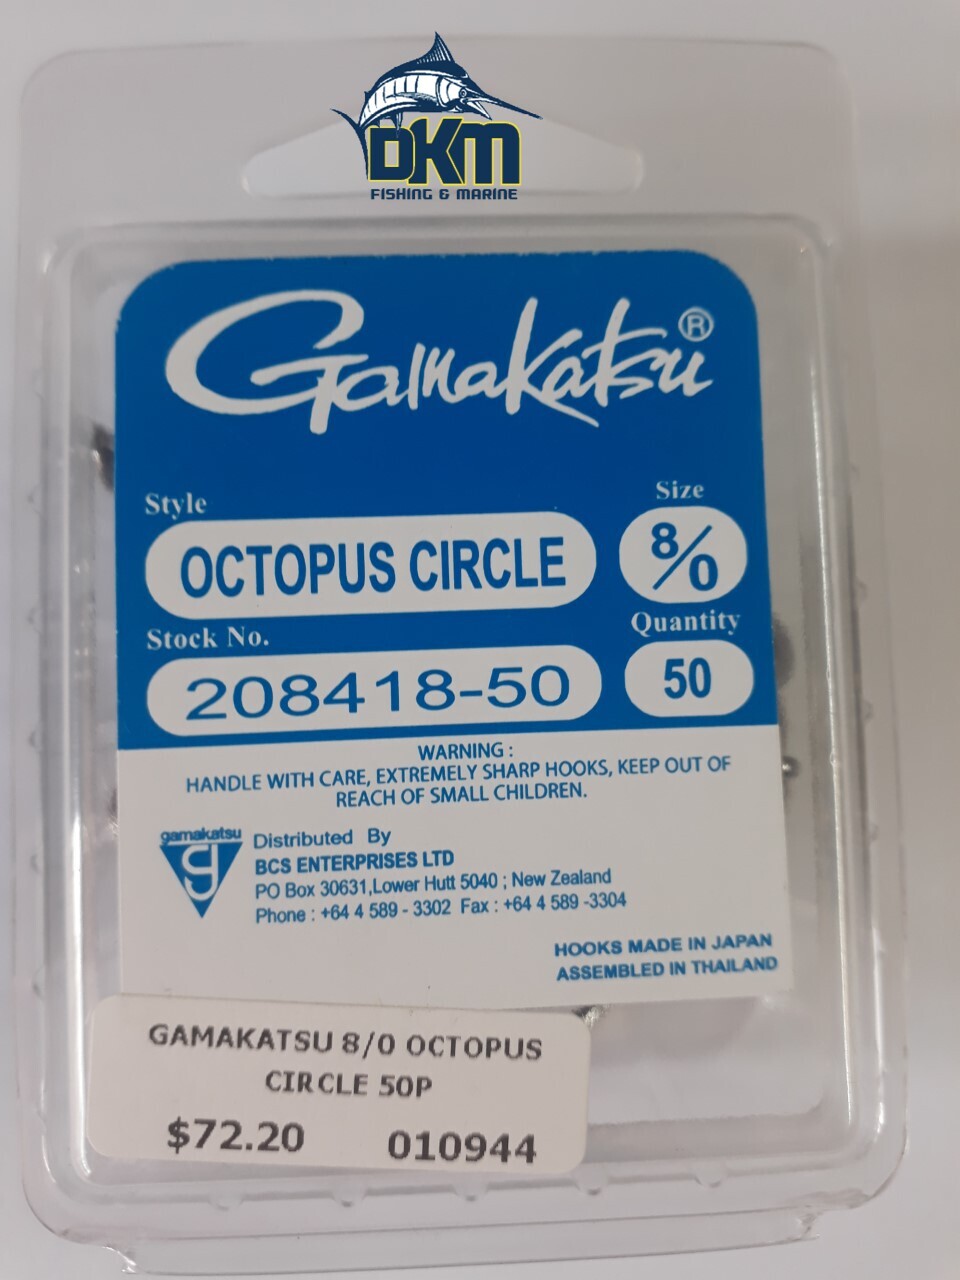 DKM
FISHING & MARINE
Gamakatsu®
Style
Size
OCTOPUS CIRCLE
8/0
Stock No.
Quantity
208418-50
50
WARNING :
HANDLE WITH CARE, EXTREMELY SHARP HOOKS, KEEP OUT OF
REACH OF SMALL CHILDREN.
gamakatsu
g
Distributed By
BCS ENTERPRISES LTD
PO Box 30631,Lower Hutt 5040 ; New Zealand
Phone : +64 4 589 - 3302 Fax : +64 4 589 -3304
HOOKS MADE IN JAPAN
ASSEMBLED IN THAILAND
GAMAKATSU 8/0 OCTOPUS
CIRCLE 50P
$72.20 010944